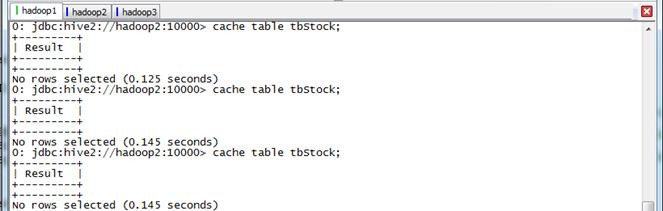 hadoop1 hadoop2 hadoop3
0: jdbc:hive2://hadoop2:10000> cache table tbStock;
+---------+
| Result  |
+---------+
+---------+
No rows selected (0.125 seconds)
0: jdbc:hive2://hadoop2:10000> cache table tbStock;
+---------+
| Result  |
+---------+
+---------+
No rows selected (0.145 seconds)
0: jdbc:hive2://hadoop2:10000> cache table tbStock;
+---------+
| Result  |
+---------+
+---------+
No rows selected (0.145 seconds)